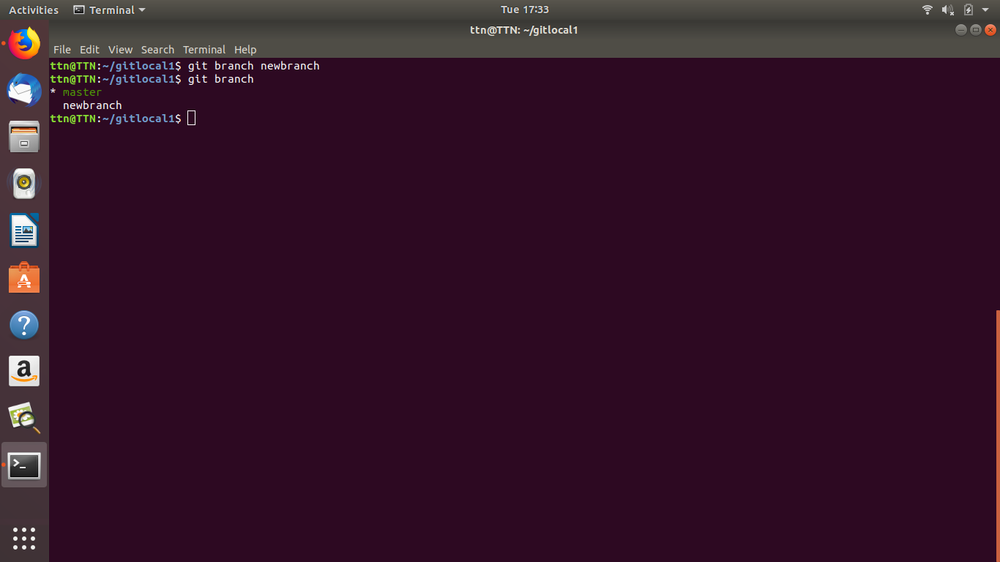 Activities Terminal Tue 17:33
ttn@TTN: ~/gitlocal1
File Edit View Search Terminal Help
ttn@TTN:~/gitlocal1$ git branch newbranch
ttn@TTN:~/gitlocal1$ git branch
* master
newbranch
ttn@TTN:~/gitlocal1$